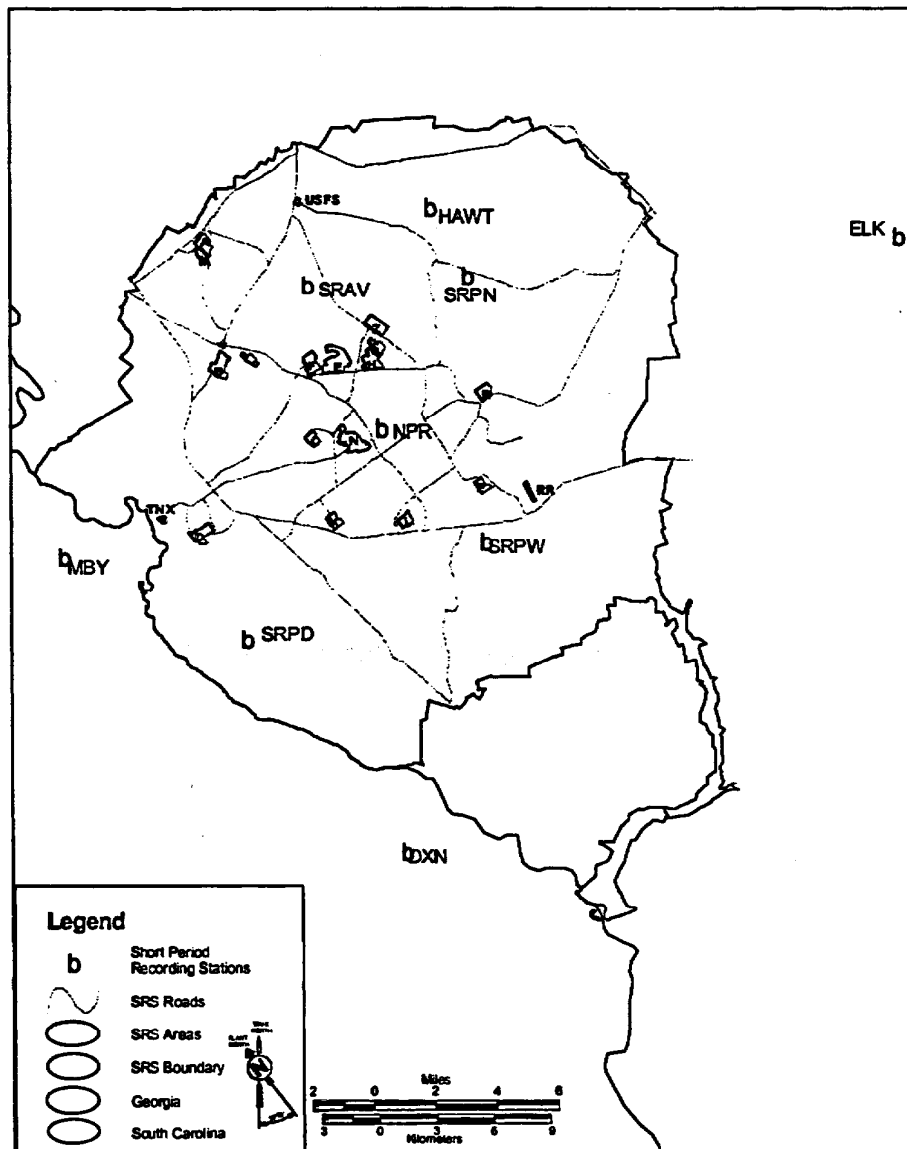 USFS
b HAWT
ELK b
b SRAV
b
SRPN
F
H
b NPR
N
RR
TNX
b SRPW
b MBY
b SRPD
b DXN
Legend
b Short Period
Recording Stations
SRS Roads
SRS Areas
SRS Boundary
Georgia
South Carolina
N
Miles
2 0 2 4 6
3 0 3 6 9
Kilometers